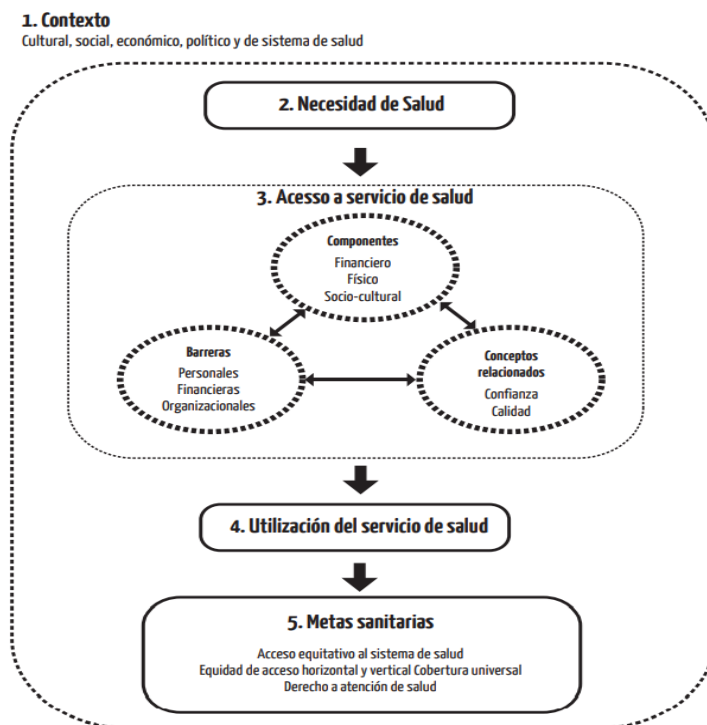 1. Contexto
Cultural, social, económico, político y de sistema de salud
2. Necesidad de Salud
3. Acesso a servicio de salud
Componentes
Financiero
Físico
Socio-cultural
Barreras
Personales
Financieras
Organizacionales
Conceptos
relacionados
Confianza
Calidad
4. Utilización del servicio de salud
5. Metas sanitarias
Acceso equitativo al sistema de salud
Equidad de acceso horizontal y vertical Cobertura universal
Derecho a atención de salud